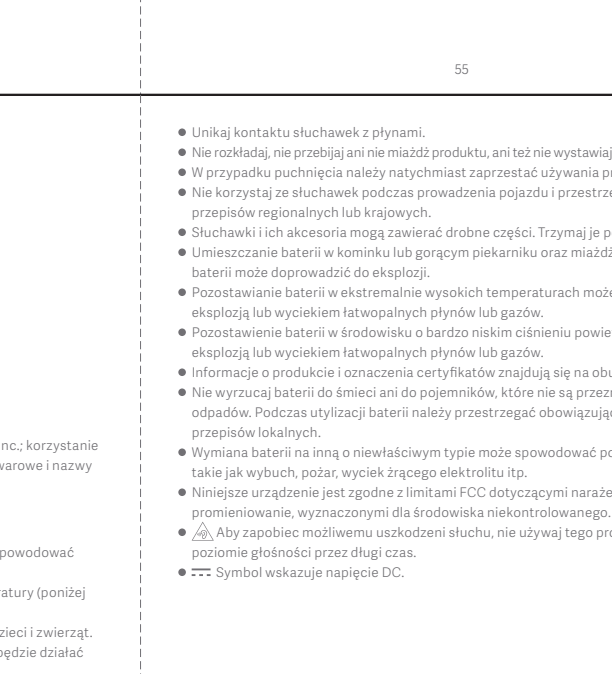 55
nc.; korzystanie
warowe i nazwy
powodować
atury (poniżej
zieci i zwierząt.
będzie działać
● Unikaj kontaktu słuchawek z płynami.
● Nie rozkładaj, nie przebijaj ani nie miażdż produktu, ani też nie wystawiaj
● W przypadku puchnięcia należy natychmiast zaprzestać używania pr
● Nie korzystaj ze słuchawek podczas prowadzenia pojazdu i przestrze
przepisów regionalnych lub krajowych.
● Słuchawki i ich akcesoria mogą zawierać drobne części. Trzymaj je p
● Umieszczanie baterii w kominku lub gorącym piekarniku oraz miażdż
baterii może doprowadzić do eksplozji.
● Pozostawianie baterii w ekstremalnie wysokich temperaturach może
eksplozją lub wyciekiem łatwopalnych płynów lub gazów.
● Pozostawienie baterii w środowisku o bardzo niskim ciśnieniu powie
eksplozją lub wyciekiem łatwopalnych płynów lub gazów.
● Informacje o produkcie i oznaczenia certyfikatów znajdują się na obu
● Nie wyrzucaj baterii do śmieci ani do pojemników, które nie są przezn
odpadów. Podczas utylizacji baterii należy przestrzegać obowiązując
przepisów lokalnych.
● Wymiana baterii na inną o niewłaściwym typie może spowodować po
takie jak wybuch, pożar, wyciek żrącego elektrolitu itp.
● Niniejsze urządzenie jest zgodne z limitami FCC dotyczącymi naraże
promieniowanie, wyznaczonymi dla środowiska niekontrolowanego.
● Aby zapobiec możliwemu uszkodzeni słuchu, nie używaj tego pro
poziomie głośności przez długi czas.
● Symbol wskazuje napięcie DC.